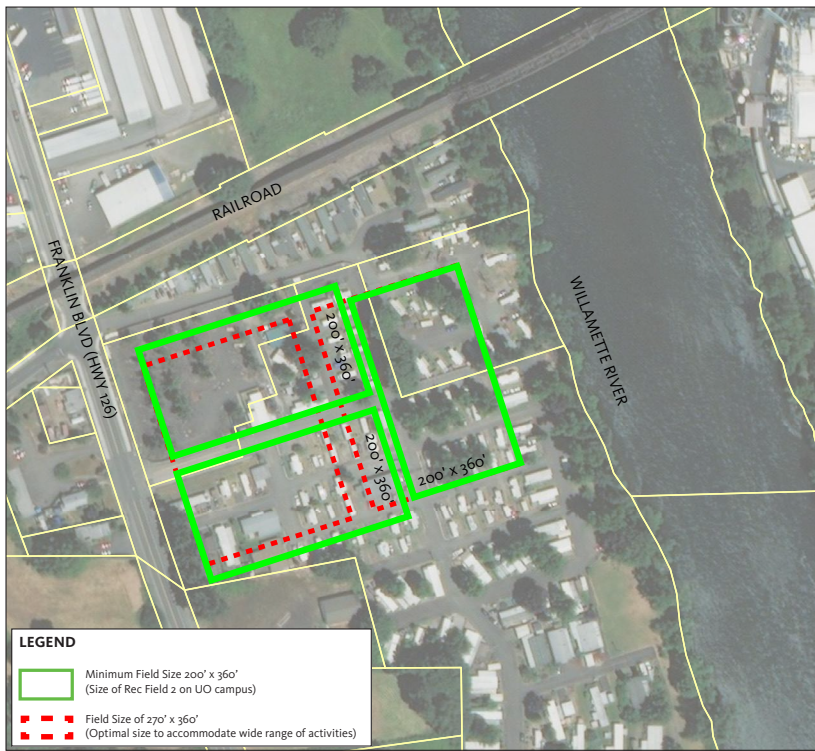 RAILROAD
FRANKLIN BLVD (HWY 126)
WILLAMETTE RIVER
200' x 360'
200' x 360'
200' x 360'
LEGEND
Minimum Field Size 200' x 360'
(Size of Rec Field 2 on UO campus)
Field Size of 270' x 360'
(Optimal size to accommodate wide range of activities)